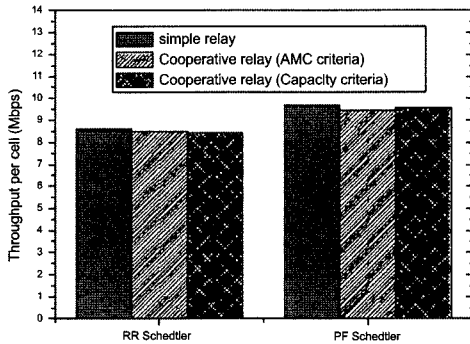 14
13
12
11
10
9
8
7
6
5
4
3
2
1
0
Throughput per cell (Mbps)
simple relay
Cooperative relay (AMC criteria)
Cooperative relay (Capacity criteria)
RR Schedtler
PF Schedtler